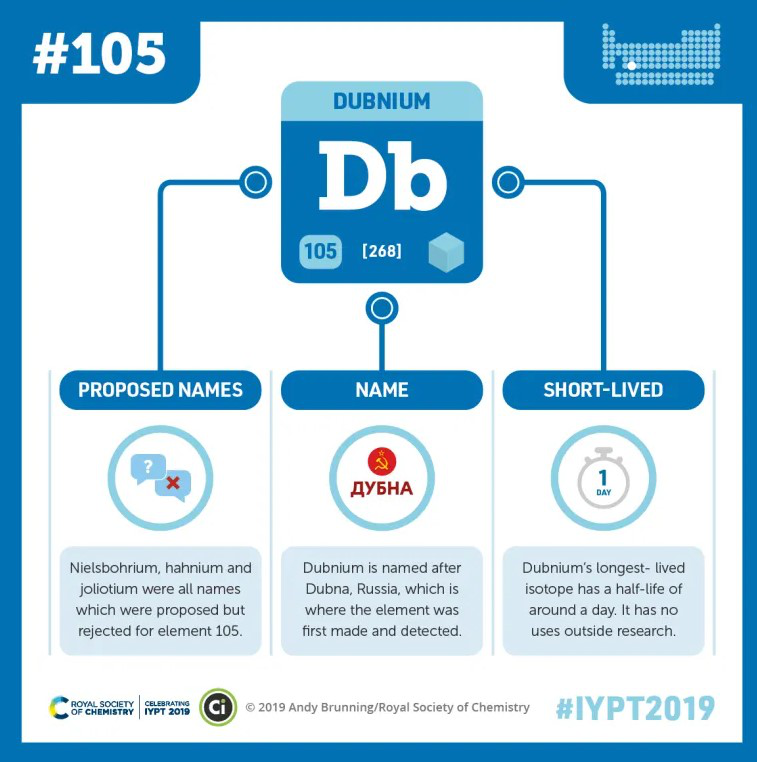 #105
DUBNIUM
Db
105 [268]
PROPOSED NAMES
NAME
SHORT-LIVED
?
ДУБНА
1
DAY
Nielsbohrium, hahnium and
joliotium were all names
which were proposed but
rejected for element 105.
Dubnium is named after
Dubna, Russia, which is
where the element was
first made and detected.
Dubnium's longest- lived
isotope has a half-life of
around a day. It has no
uses outside research.
ROYAL SOCIETY
OF CHEMISTRY
CELEBRATING
IYPT 2019
Ci
© 2019 Andy Brunning/Royal Society of Chemistry
#IYPT2019